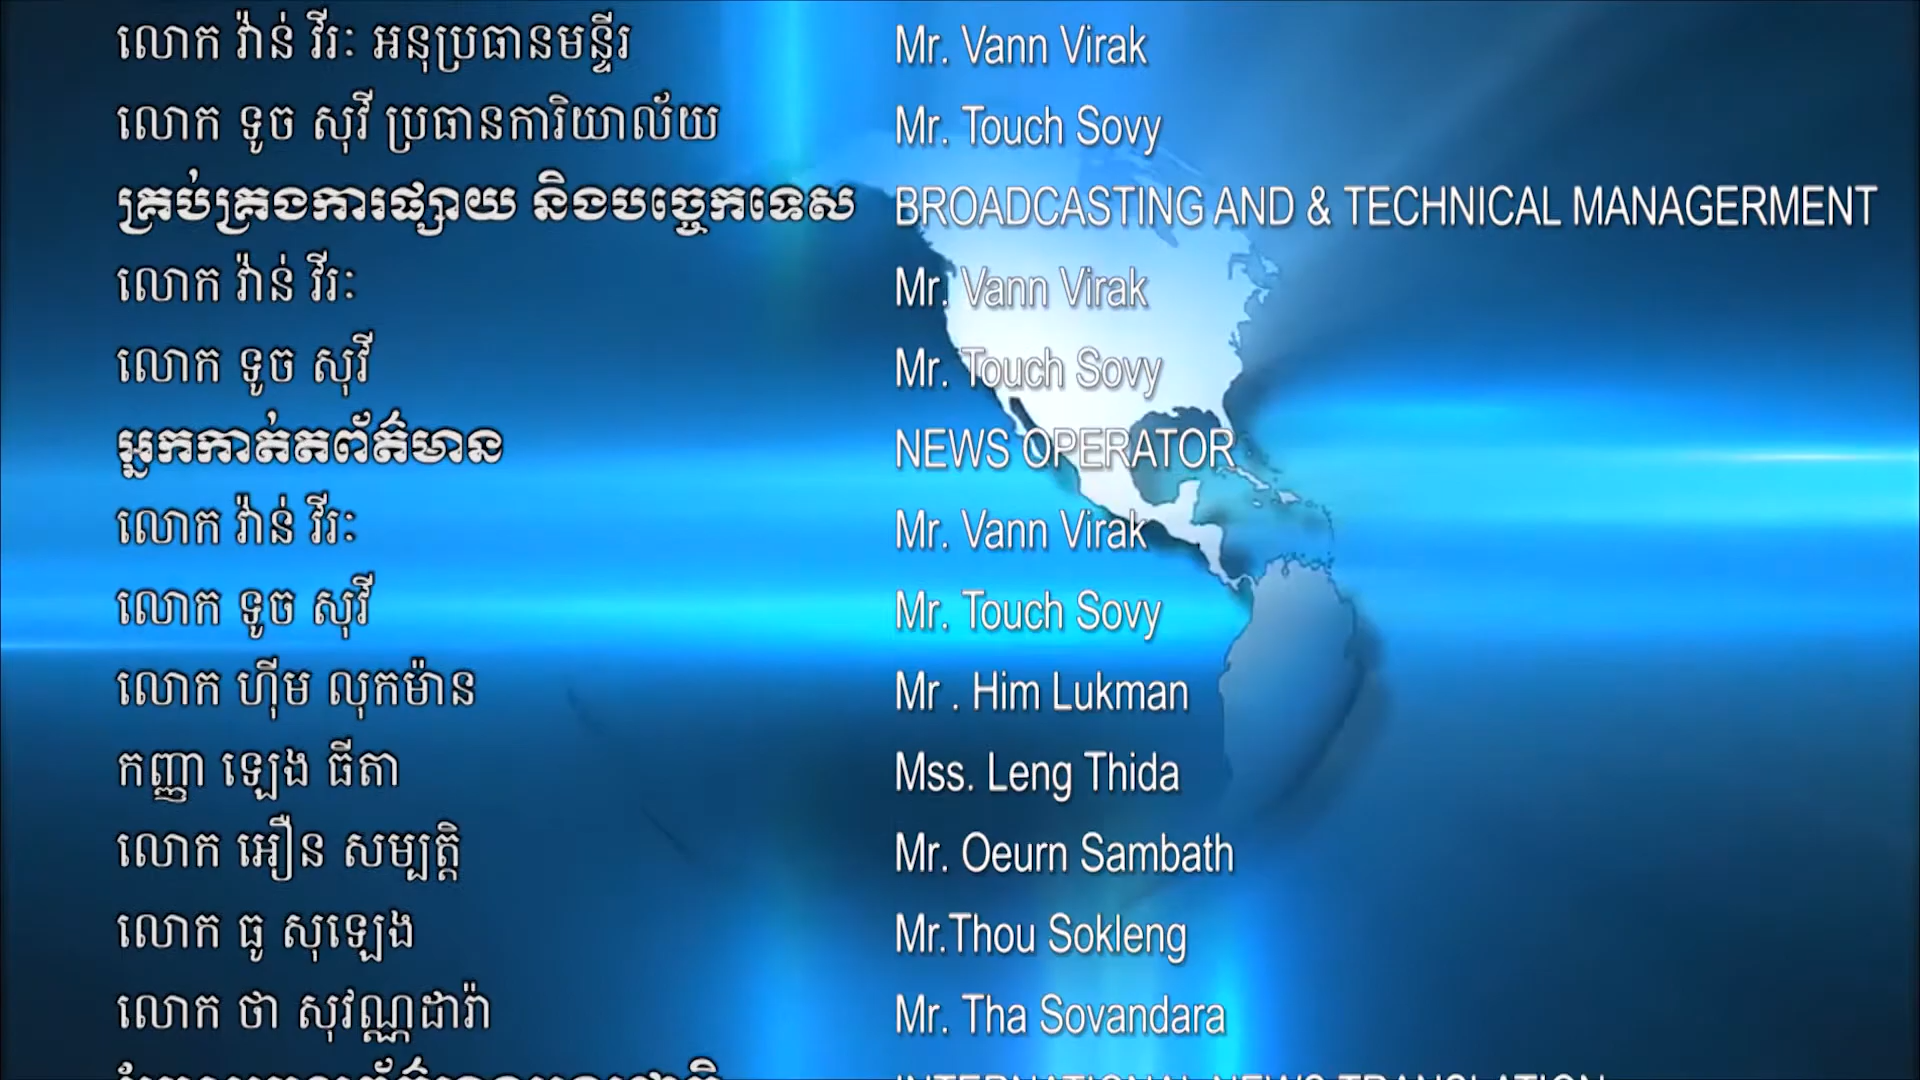 លោក វ៉ាន់ វីរៈ អនុប្រធានមន្ទីរ Mr. Vann Virak
លោក ទូច សុវី ប្រធានការិយាល័យ Mr. Touch Sovy
គ្រប់គ្រងការផ្សាយ និងបច្ចេកទេស BROADCASTING AND & TECHNICAL MANAGERMENT
លោក វ៉ាន់ វីរៈ Mr. Vann Virak
លោក ទូច សុវី Mr. Touch Sovy
អ្នកកាត់តព័ត៌មាន NEWS OPERATOR
លោក វ៉ាន់ វីរៈ Mr. Vann Virak
លោក ទូច សុវី Mr. Touch Sovy
លោក ហ៊ីម លុកម៉ាន Mr . Him Lukman
កញ្ញា ឡេង ធីតា Mss. Leng Thida
លោក អឿន សម្បត្តិ Mr. Oeurn Sambath
លោក ធូ សុឡេង Mr.Thou Sokleng
លោក ថា សុវណ្ណដារ៉ា Mr. Tha Sovandara
INTERNATIONAL NEWS TRANSLATION